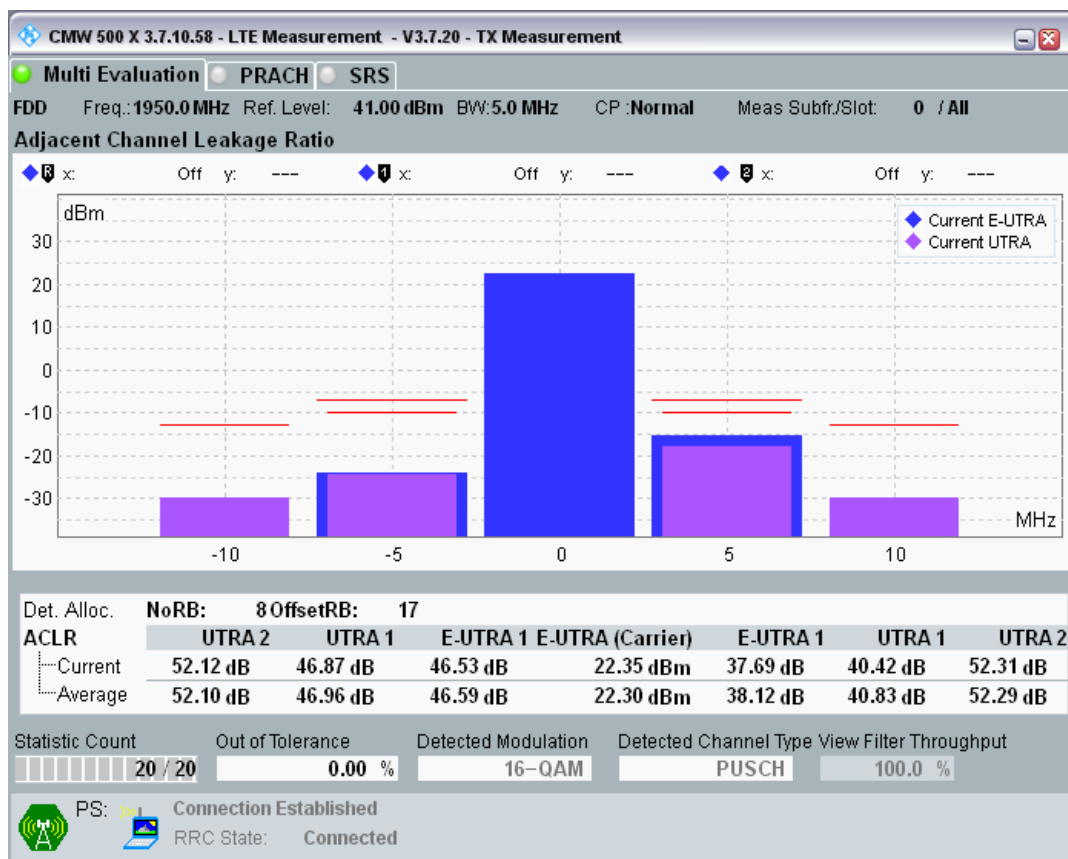 CMW 500 X 3.7.10.58 - LTE Measurement - V3.7.20 - TX Measurement
Multi Evaluation PRACH SRS
FDD Freq.: 1950.0 MHz Ref. Level: 41.00 dBm BW: 5.0 MHz CP : Normal Meas Subfr./Slot: 0 / All
Adjacent Channel Leakage Ratio
R x: Off y: --- 1 x: Off y: --- 2 x: Off y: ---
dBm
Current E-UTRA
Current UTRA
30
20
10
0
-10
-20
-30
MHz
-10 -5 0 5 10
Det. Alloc. NoRB: 8 OffsetRB: 17
ACLR UTRA 2 UTRA 1 E-UTRA 1 E-UTRA (Carrier) E-UTRA 1 UTRA 1 UTRA 2
Current 52.12 dB 46.87 dB 46.53 dB 22.35 dBm 37.69 dB 40.42 dB 52.31 dB
Average 52.10 dB 46.96 dB 46.59 dB 22.30 dBm 38.12 dB 40.83 dB 52.29 dB
Statistic Count Out of Tolerance Detected Modulation Detected Channel Type View Filter Throughput
20 / 20 0.00 % 16-QAM PUSCH 100.0 %
PS: Connection Established
RRC State: Connected